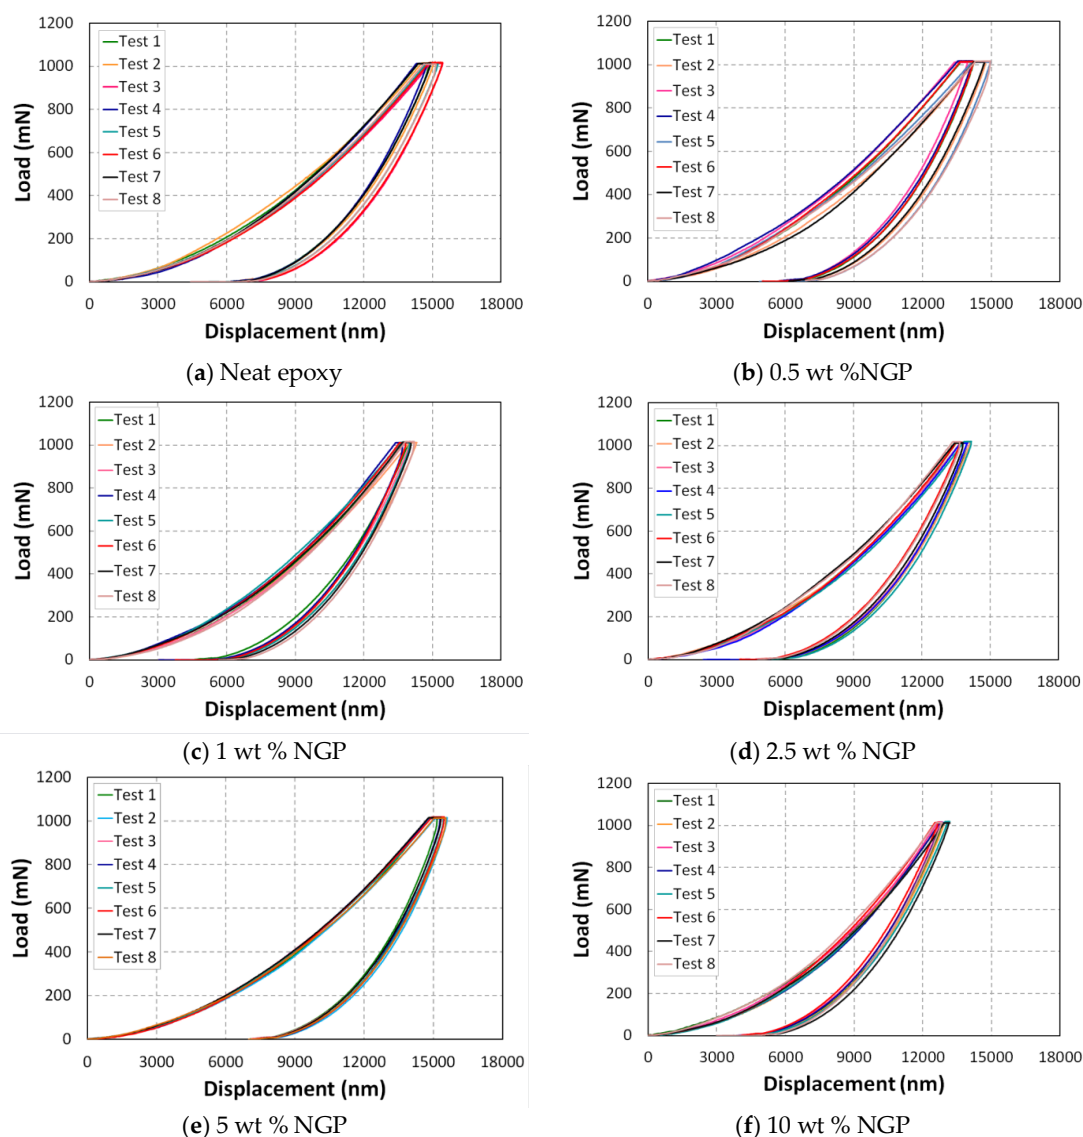 1200
1000
800
600
400
200
0
Load (mN)
Test 1
Test 2
Test 3
Test 4
Test 5
Test 6
Test 7
Test 8
0 3000 6000 9000 12000 15000 18000
Displacement (nm)
(a) Neat epoxy
1200
1000
800
600
400
200
0
Load (mN)
Test 1
Test 2
Test 3
Test 4
Test 5
Test 6
Test 7
Test 8
0 3000 6000 9000 12000 15000 18000
Displacement (nm)
(b) 0.5 wt %NGP
1200
1000
800
600
400
200
0
Load (mN)
Test 1
Test 2
Test 3
Test 4
Test 5
Test 6
Test 7
Test 8
0 3000 6000 9000 12000 15000 18000
Displacement (nm)
(c) 1 wt % NGP
1200
1000
800
600
400
200
0
Load (mN)
Test 1
Test 2
Test 3
Test 4
Test 5
Test 6
Test 7
Test 8
0 3000 6000 9000 12000 15000 18000
Displacement (nm)
(d) 2.5 wt % NGP
1200
1000
800
600
400
200
0
Load (mN)
Test 1
Test 2
Test 3
Test 4
Test 5
Test 6
Test 7
Test 8
0 3000 6000 9000 12000 15000 18000
Displacement (nm)
(e) 5 wt % NGP
1200
1000
800
600
400
200
0
Load (mN)
Test 1
Test 2
Test 3
Test 4
Test 5
Test 6
Test 7
Test 8
0 3000 6000 9000 12000 15000 18000
Displacement (nm)
(f) 10 wt % NGP